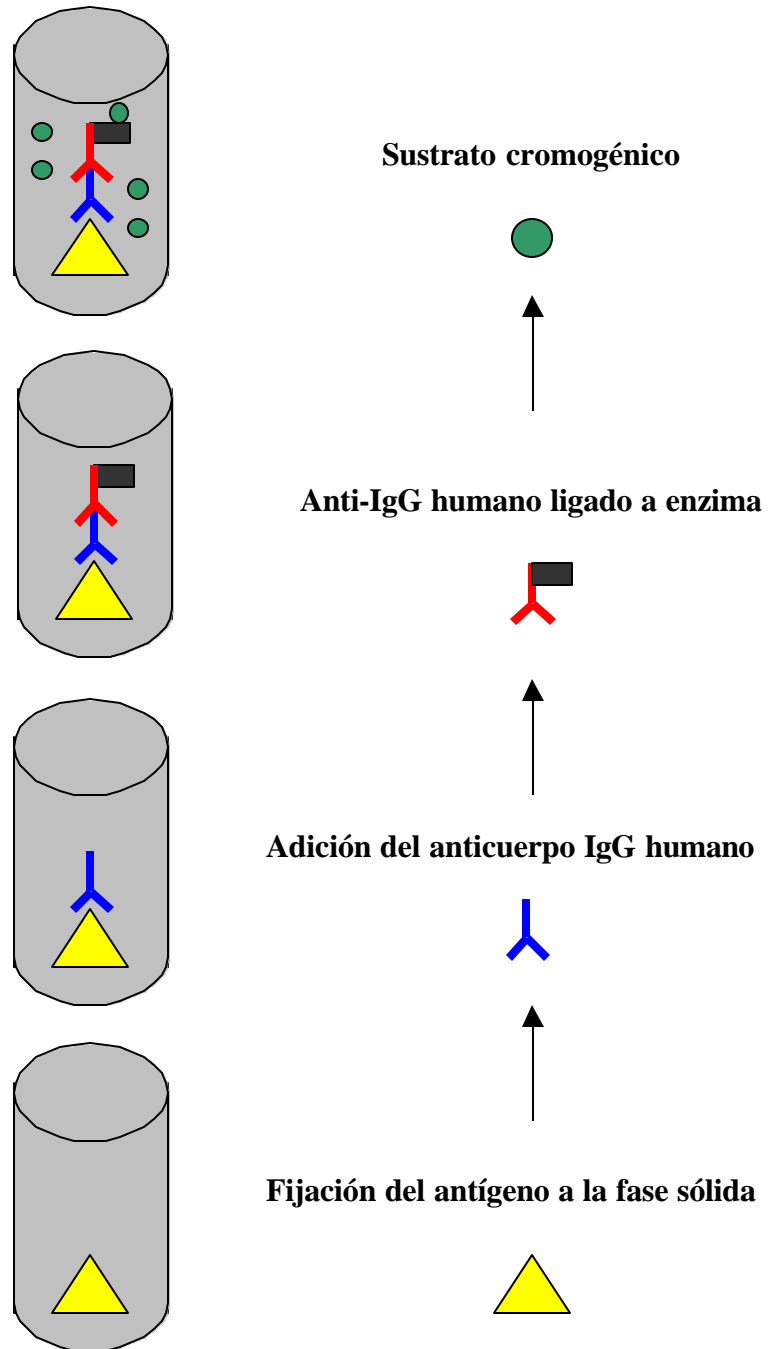 Sustrato cromogénico
Anti-IgG humano ligado a enzima
Adición del anticuerpo IgG humano
Fijación del antígeno a la fase sólida